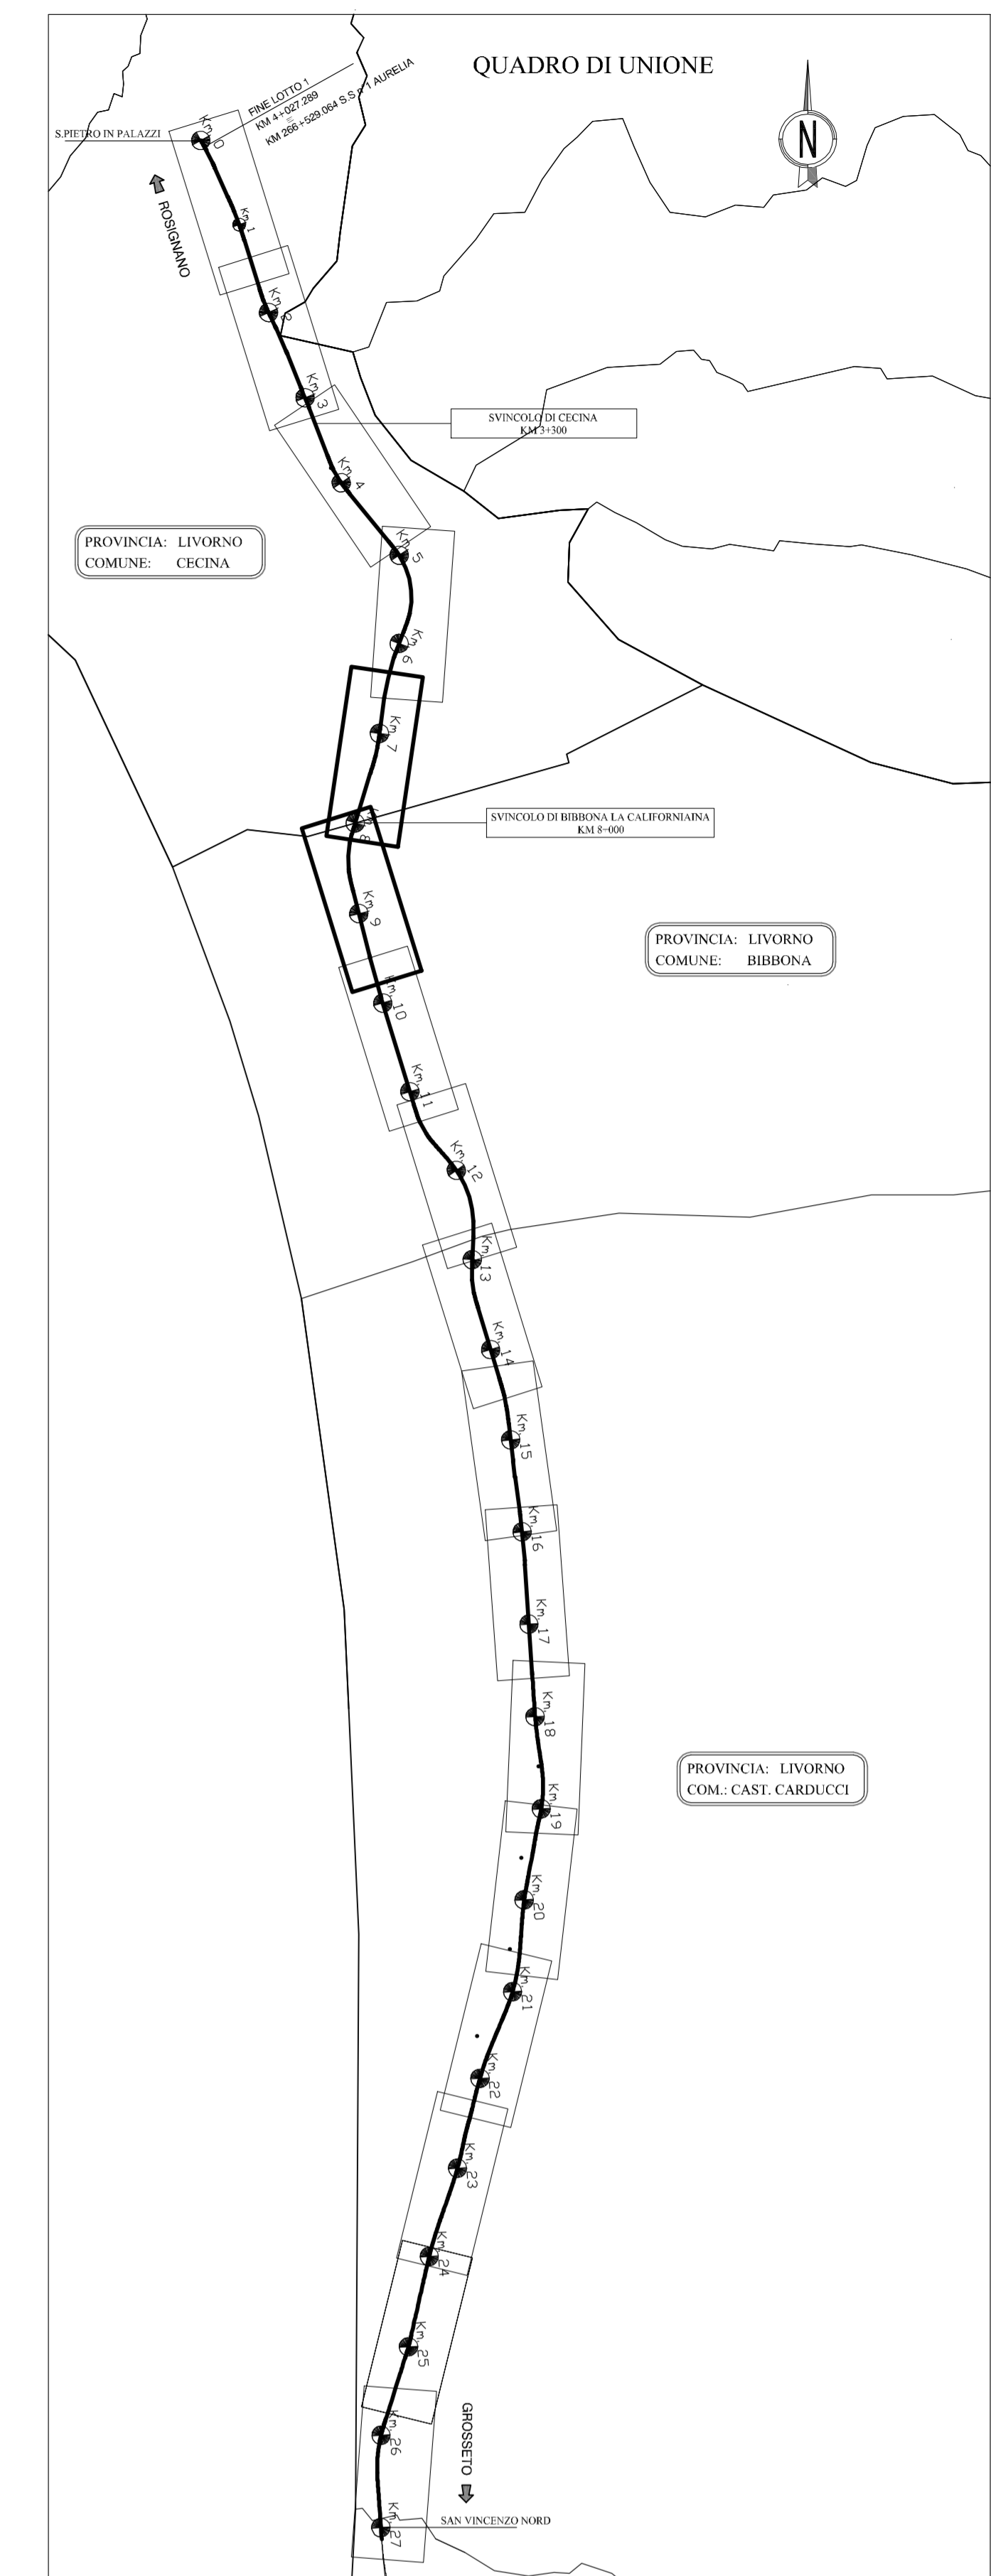 QUADRO DI UNIONE
FINE LOTTO 1
KM 4+027.289
=
KM 266+529.064 S.S n° 1 AURELIA
S.PIETRO IN PALAZZI
N
Km. 0
ROSIGNANO
Km. 1
Km. 2
Km. 3
SVINCOLO DI CECINA
KM 3+300
Km. 4
PROVINCIA: LIVORNO
COMUNE: CECINA
Km. 5
Km. 6
Km. 7
SVINCOLO DI BIBBONA LA CALIFORNIAINA
KM 8=000
Km. 8
Km. 9
PROVINCIA: LIVORNO
COMUNE: BIBBONA
Km. 10
Km. 11
Km. 12
Km. 13
Km. 14
Km. 15
Km. 16
Km. 17
Km. 18
PROVINCIA: LIVORNO
COM.: CAST. CARDUCCI
Km. 19
Km. 20
Km. 21
Km. 22
Km. 23
Km. 24
Km. 25
GROSSETO
Km. 26
SAN VINCENZO NORD
Km. 27